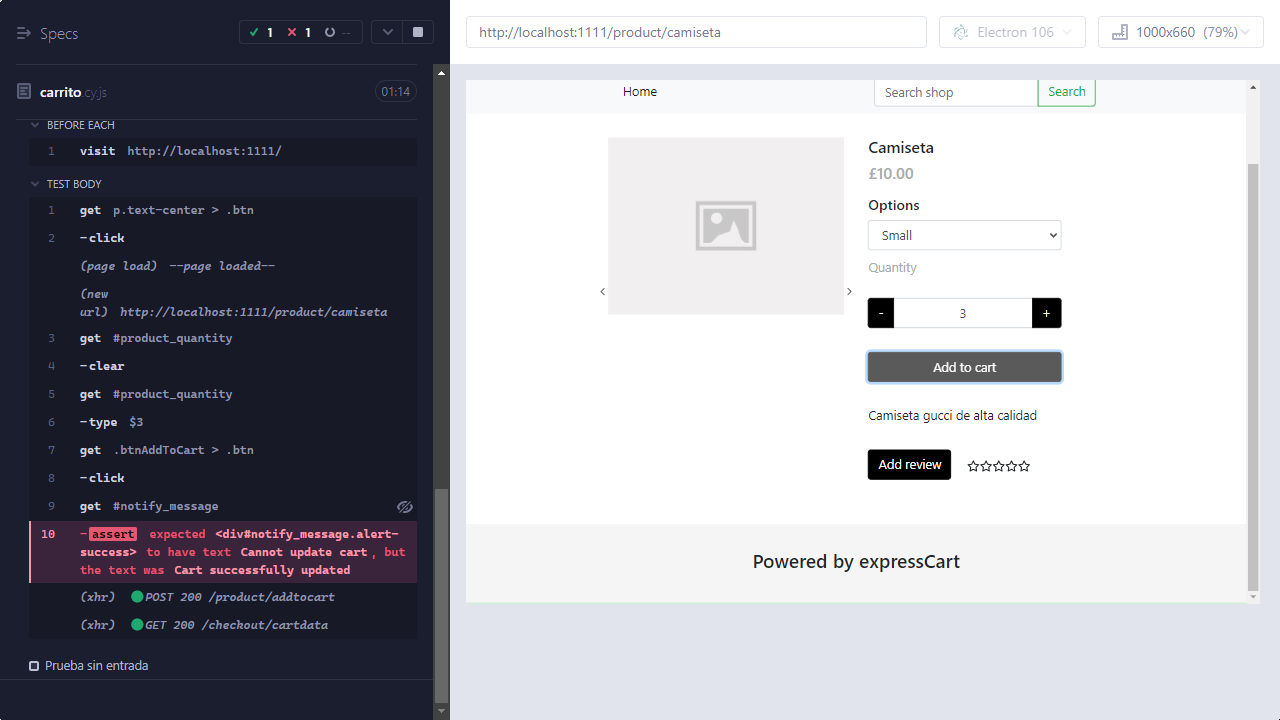 Specs
1
1
--
carrito cy.js
01:14
BEFORE EACH
1 visit http://localhost:1111/
TEST BODY
1 get p.text-center > .btn
2 -click
(page load) --page loaded--
(new
url) http://localhost:1111/product/camiseta
3 get #product_quantity
4 -clear
5 get #product_quantity
6 -type $3
7 get .btnAddToCart > .btn
8 -click
9 get #notify_message
10 -assert expected <div#notify_message.alert-
success> to have text Cannot update cart, but
the text was Cart successfully updated
(xhr) POST 200 /product/addtocart
(xhr) GET 200 /checkout/cartdata
Prueba sin entrada
http://localhost:1111/product/camiseta
Electron 106
1000x660 (79%)
Home
Search shop
Search
Camiseta
£10.00
Options
Small
Quantity
- 3 +
Add to cart
Camiseta gucci de alta calidad
Add review
Powered by expressCart